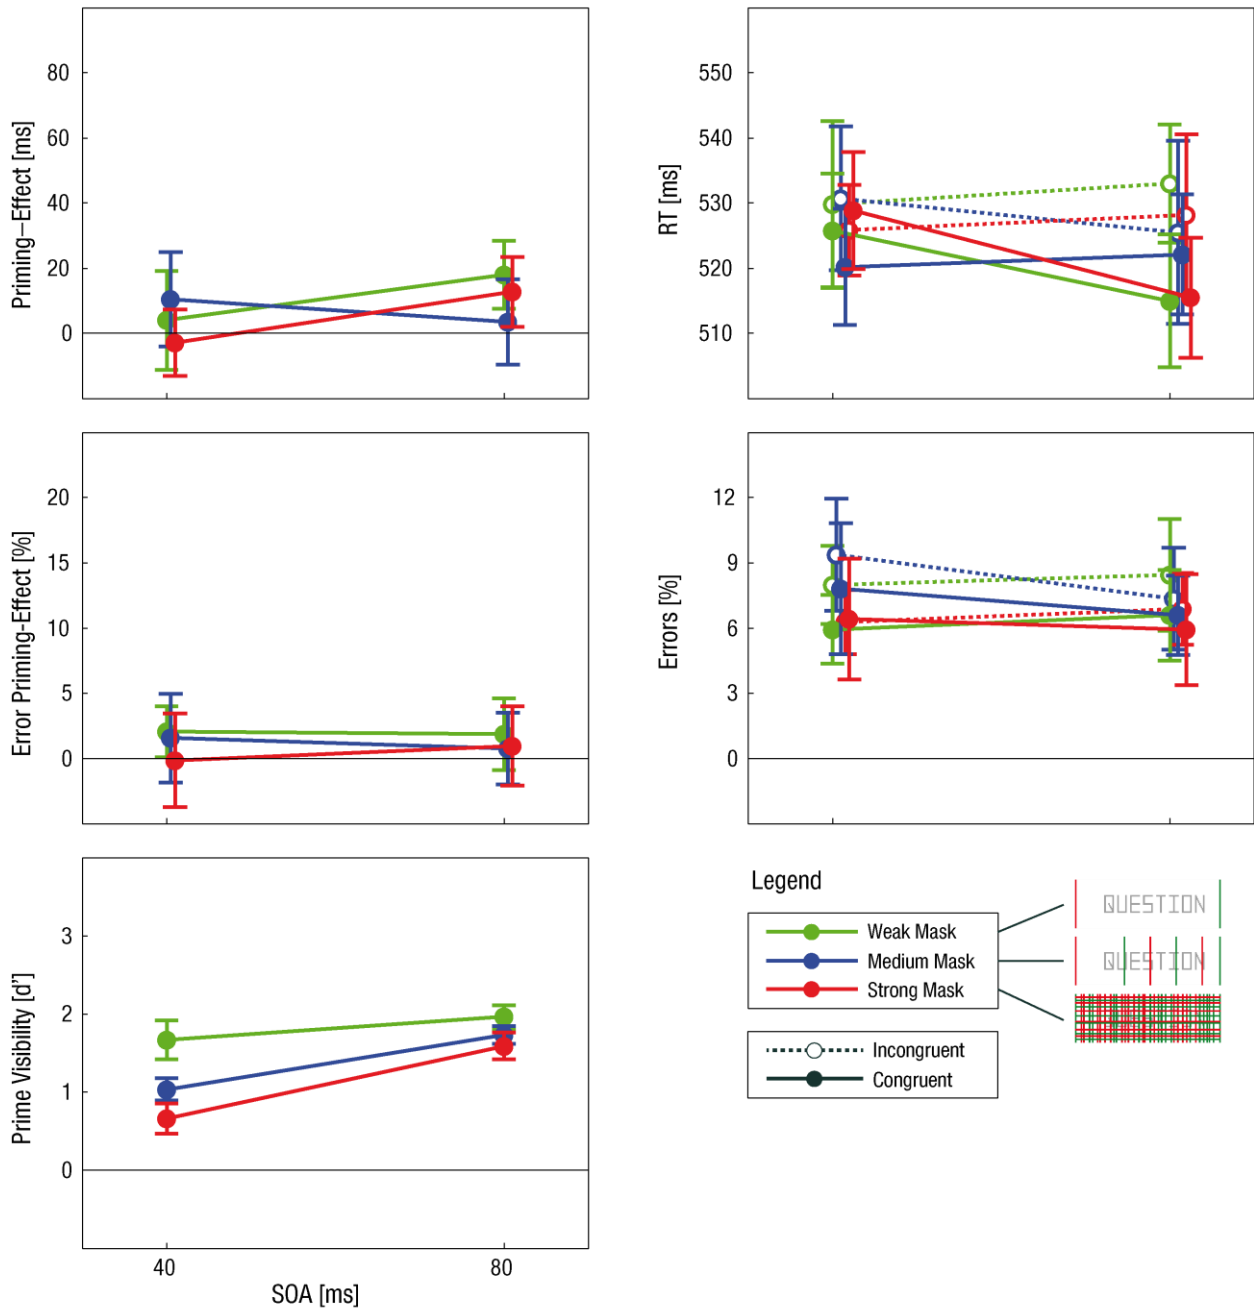 Priming–Effect [ms]
80
60
40
20
0
RT [ms]
550
540
530
520
510
Error Priming-Effect [%]
20
15
10
5
0
Errors [%]
12
9
6
3
0
Prime Visibility [d']
3
2
1
0
40
80
SOA [ms]
Legend
Weak Mask
Medium Mask
Strong Mask
Incongruent
Congruent
QUESTION
QUESTION